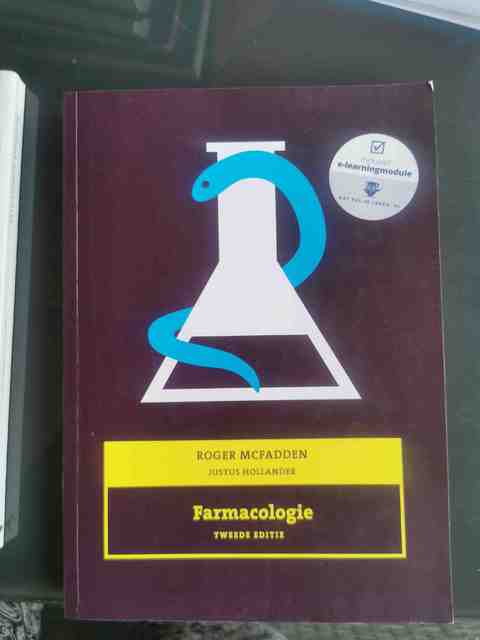 e-learningmodule
ROGER MCFADDEN
JUSTUS HOLLANDER
Farmacologie
TWEEDE EDITIE